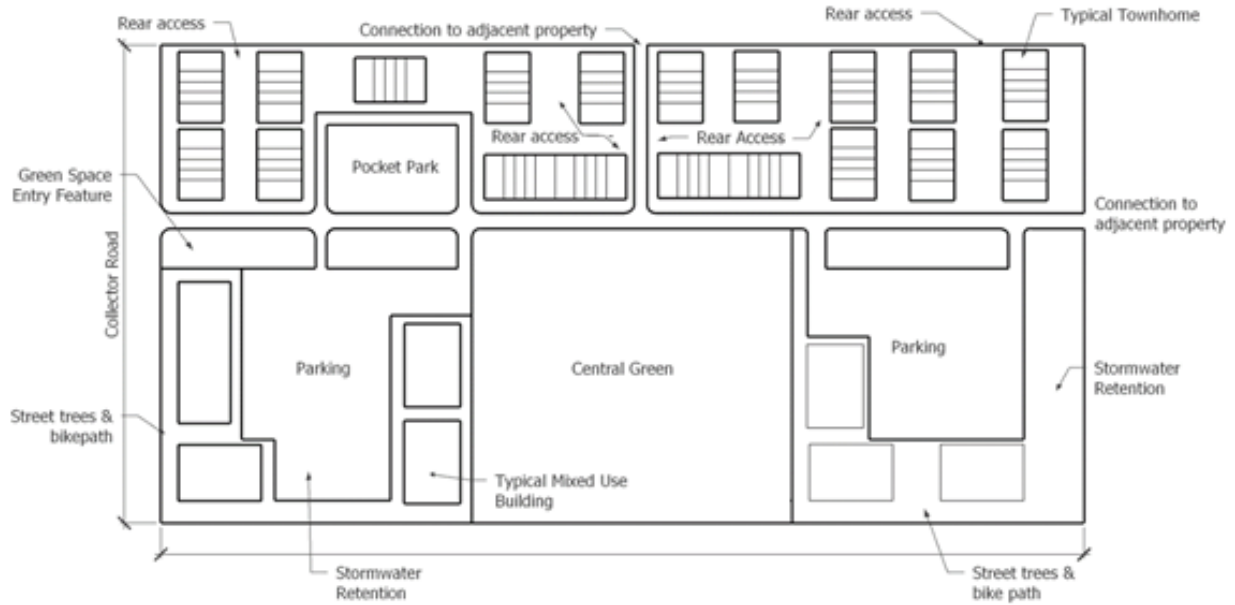 Rear access
Connection to adjacent property
Rear access
Typical Townhome
Rear access
Rear Access
Pocket Park
Green Space
Entry Feature
Connection to
adjacent property
Collector Road
Parking
Central Green
Parking
Stormwater
Retention
Street trees &
bikepath
Typical Mixed Use
Building
Stormwater
Retention
Street trees &
bike path